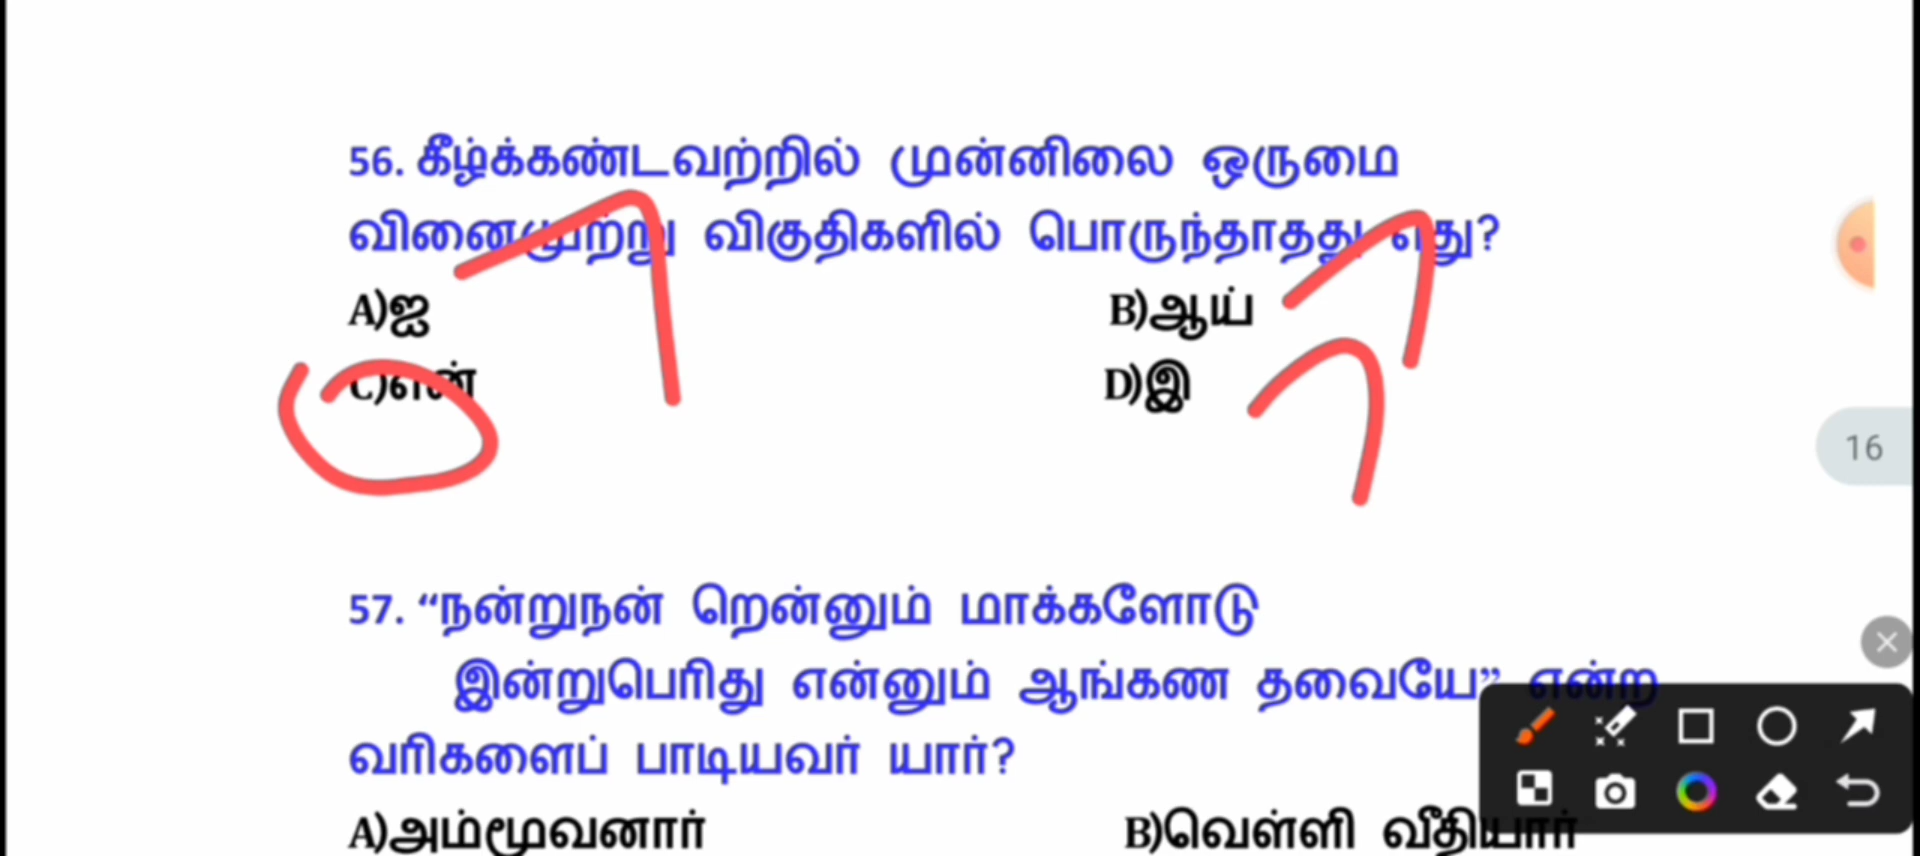 56. கீழ்க்கண்டவற்றில் முன்னிலை ஒருமை
வினைமுற்று விகுதிகளில் பொருந்தாதது எது?
A)ஐ B)ஆய்
C)என் D)இ
16
57. “நன்றுநன் றென்னும் மாக்களோடு
இன்றுபெரிது என்னும் ஆங்கண தவையே” என்ற
வரிகளைப் பாடியவர் யார்?
A)அம்மூவனார் B)வெள்ளி வீதியார்